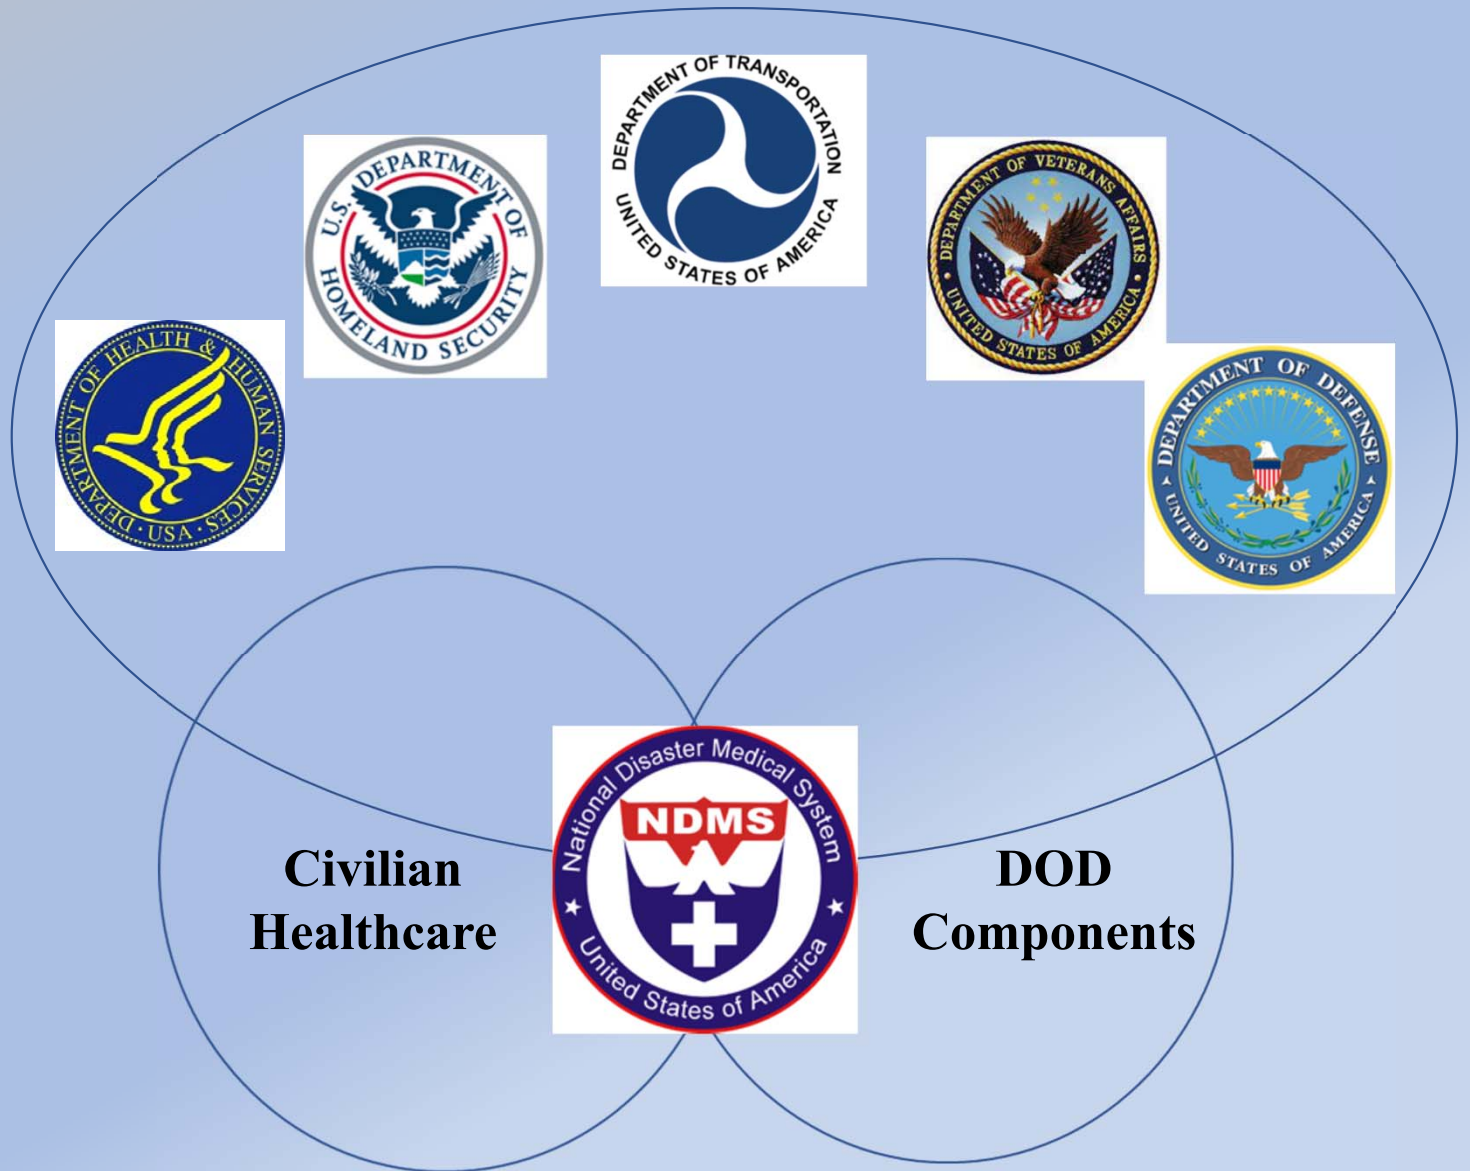 DEPARTMENT OF TRANSPORTATION
UNITED STATES OF AMERICA
U.S. DEPARTMENT OF
HOMELAND SECURITY
DEPARTMENT OF VETERANS AFFAIRS
UNITED STATES OF AMERICA
DEPARTMENT OF HEALTH & HUMAN SERVICES · USA ·
DEPARTMENT OF DEFENSE
UNITED STATES OF AMERICA
National Disaster Medical System
NDMS
United States of America
Civilian
Healthcare
DOD
Components